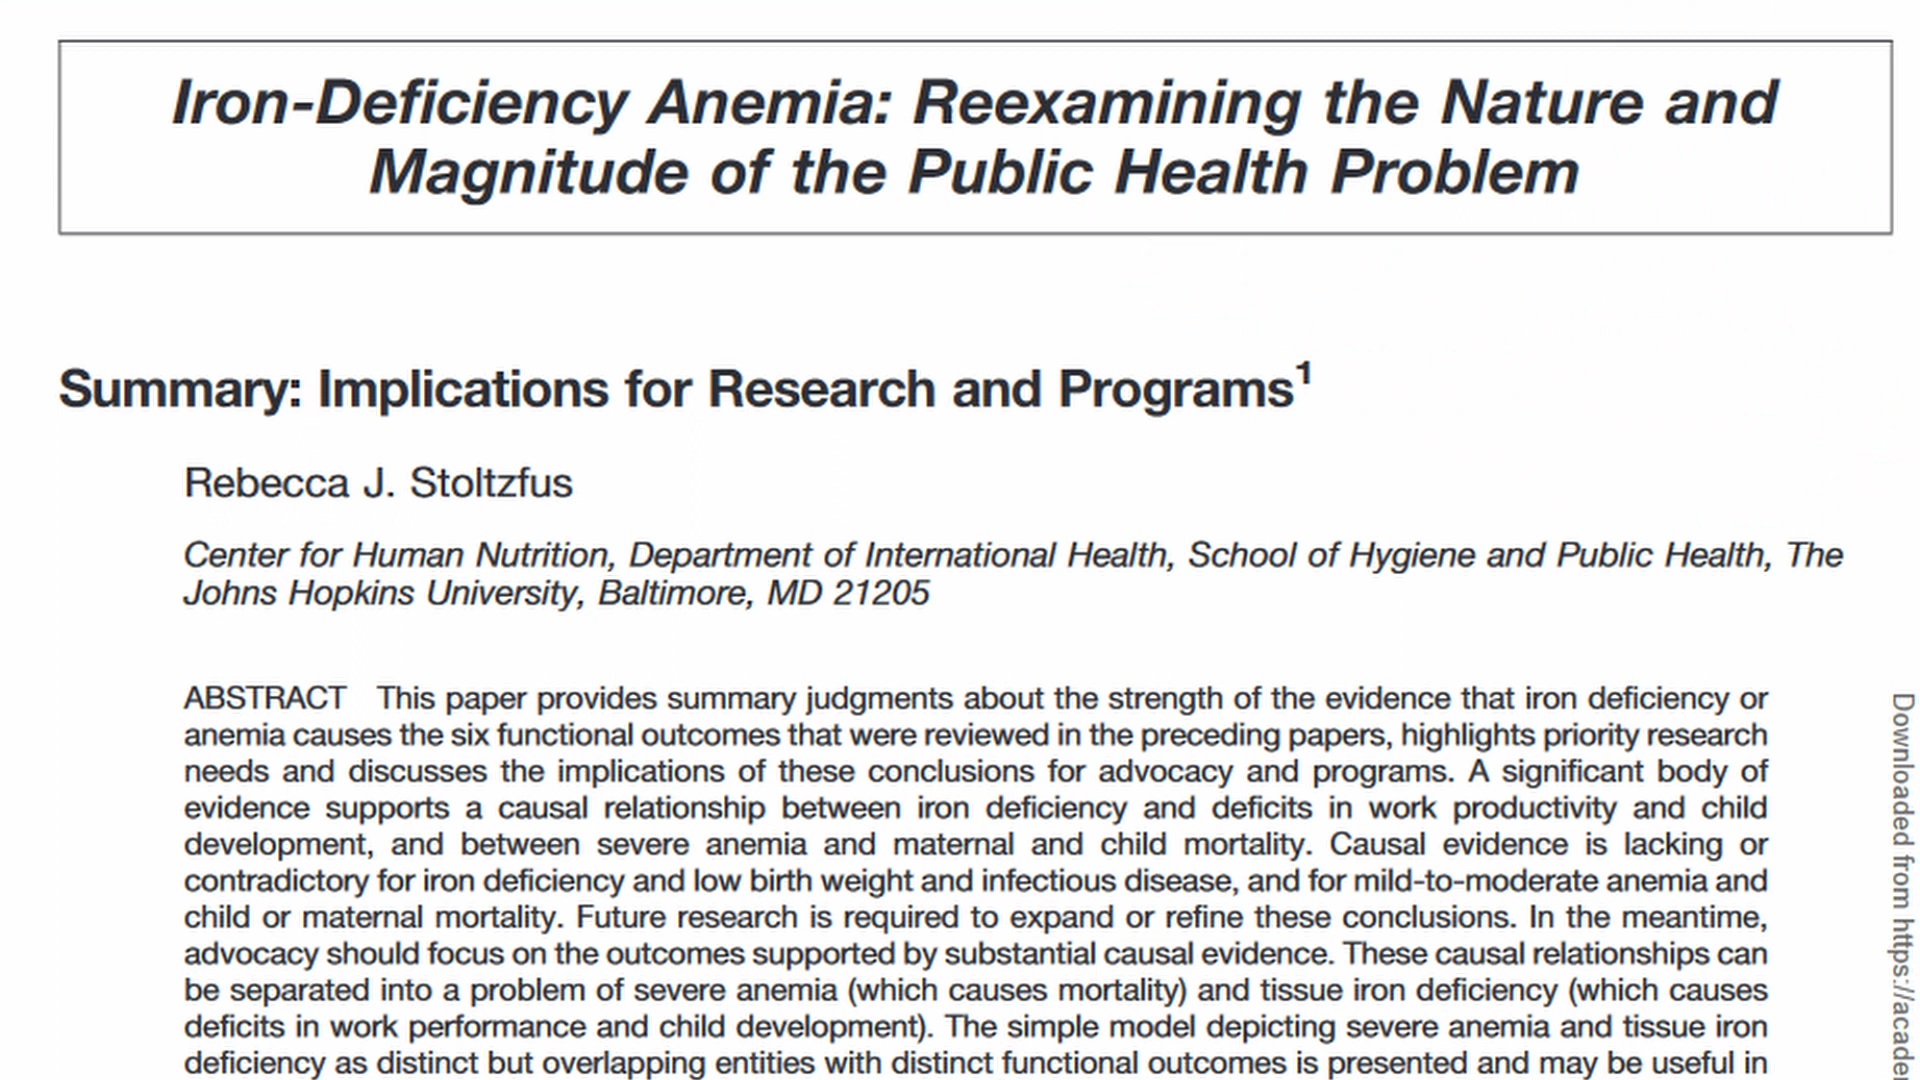 Iron-Deficiency Anemia: Reexamining the Nature and
Magnitude of the Public Health Problem
Summary: Implications for Research and Programs¹
Rebecca J. Stoltzfus
Center for Human Nutrition, Department of International Health, School of Hygiene and Public Health, The
Johns Hopkins University, Baltimore, MD 21205
ABSTRACT This paper provides summary judgments about the strength of the evidence that iron deficiency or
anemia causes the six functional outcomes that were reviewed in the preceding papers, highlights priority research
needs and discusses the implications of these conclusions for advocacy and programs. A significant body of
evidence supports a causal relationship between iron deficiency and deficits in work productivity and child
development, and between severe anemia and maternal and child mortality. Causal evidence is lacking or
contradictory for iron deficiency and low birth weight and infectious disease, and for mild-to-moderate anemia and
child or maternal mortality. Future research is required to expand or refine these conclusions. In the meantime,
advocacy should focus on the outcomes supported by substantial causal evidence. These causal relationships can
be separated into a problem of severe anemia (which causes mortality) and tissue iron deficiency (which causes
deficits in work performance and child development). The simple model depicting severe anemia and tissue iron
deficiency as distinct but overlapping entities with distinct functional outcomes is presented and may be useful in
Downloaded from https://acade